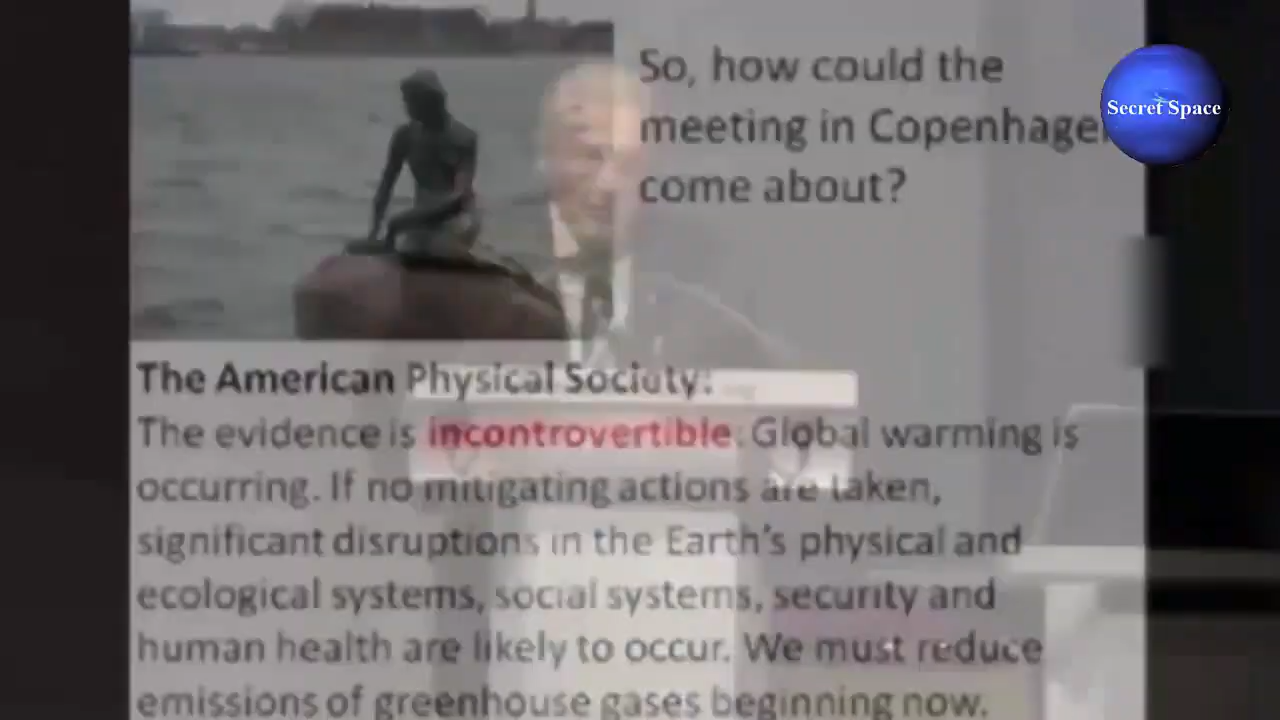 So, how could the
meeting in Copenhagen
come about?
Secret Space
The American Physical Society:
The evidence is incontrovertible. Global warming is
occurring. If no mitigating actions are taken,
significant disruptions in the Earth's physical and
ecological systems, social systems, security and
human health are likely to occur. We must reduce
emissions of greenhouse gases beginning now.